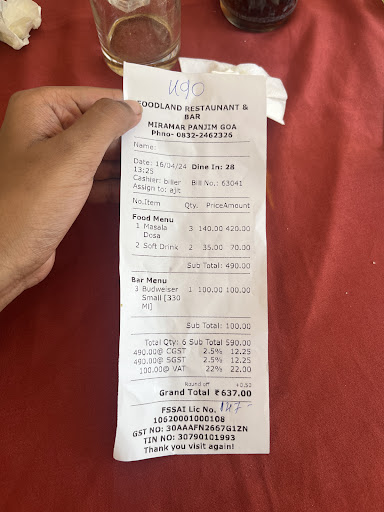 490
FOODLAND RESTAUNANT &
BAR
MIRAMAR PANJIM GOA
Phno- 0832-2462326
Name:
Date: 16/04/24 Dine In: 28
13:25
Cashier: biller Bill No.: 63041
Assign to: ajit
No.Item Qty. PriceAmount
Food Menu
1 Masala 3 140.00 420.00
Dosa
2 Soft Drink 2 35.00 70.00
Sub Total: 490.00
Bar Menu
3 Budweiser 1 100.00 100.00
Small [330
Ml]
Sub Total: 100.00
Total Qty: 6 Sub Total 590.00
490.00@ CGST 2.5% 12.25
490.00@ SGST 2.5% 12.25
100.00@ VAT 22% 22.00
Round off +0.50
Grand Total ₹637.00
FSSAI Lic No.
10620001000108
GST NO: 30AAAFN2667G1ZN
TIN NO: 30790101993
Thank you visit again!